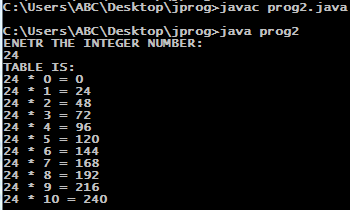 C:\Users\ABC\Desktop\jprog>javac prog2.java
C:\Users\ABC\Desktop\jprog>java prog2
ENETR THE INTEGER NUMBER:
24
TABLE IS:
24 * 0 = 0
24 * 1 = 24
24 * 2 = 48
24 * 3 = 72
24 * 4 = 96
24 * 5 = 120
24 * 6 = 144
24 * 7 = 168
24 * 8 = 192
24 * 9 = 216
24 * 10 = 240